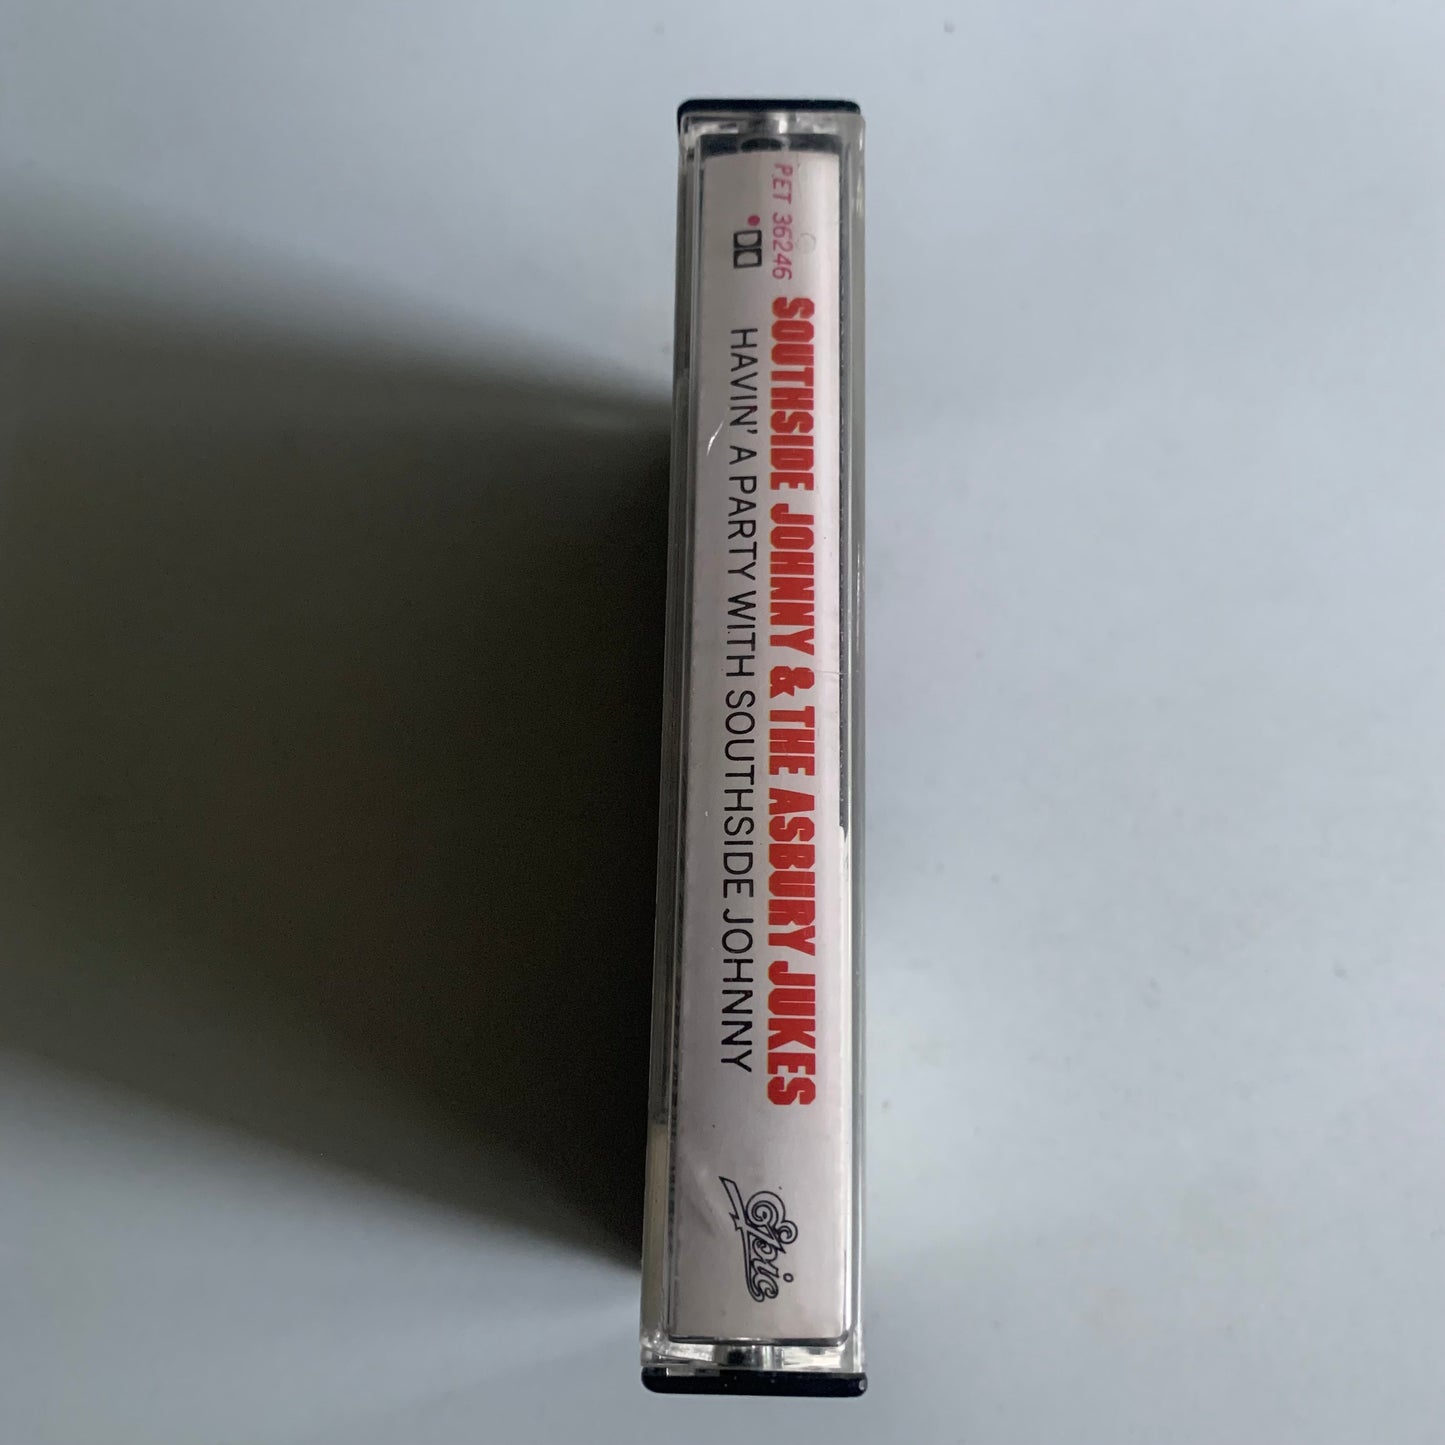 PET 36246
SOUTHSIDE JOHNNY & THE ASBURY JUKES
HAVIN' A PARTY WITH SOUTHSIDE JOHNNY
Epic